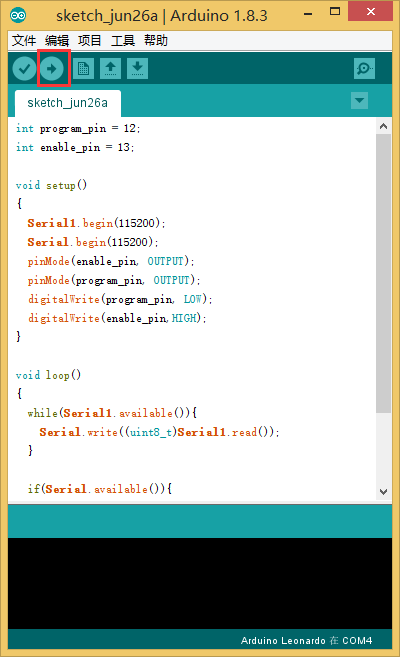 sketch_jun26a | Arduino 1.8.3
文件 编辑 项目 工具 帮助
sketch_jun26a
int program_pin = 12;
int enable_pin = 13;
void setup()
{
Serial1.begin(115200);
Serial.begin(115200);
pinMode(enable_pin, OUTPUT);
pinMode(program_pin, OUTPUT);
digitalWrite(program_pin, LOW);
digitalWrite(enable_pin,HIGH);
}
void loop()
{
while(Serial1.available()){
Serial.write((uint8_t)Serial1.read());
}
if(Serial.available()){
Arduino Leonardo 在 COM4